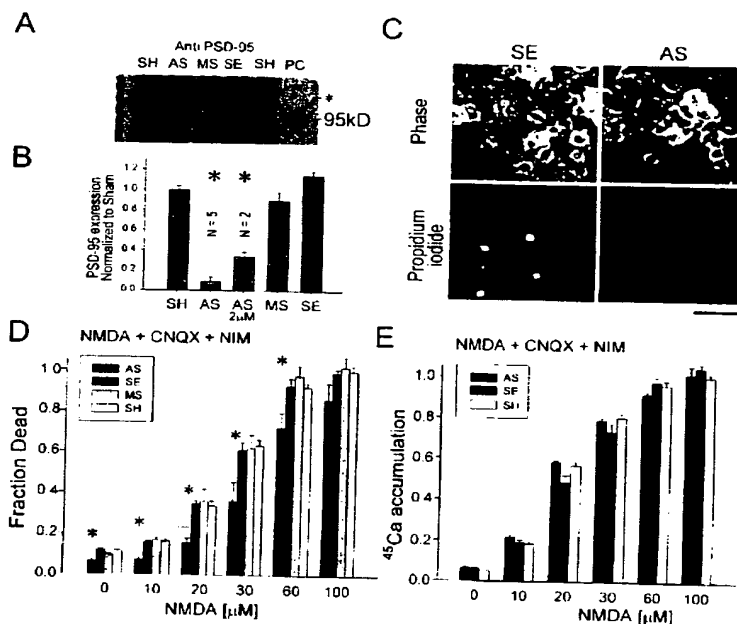 A
Anti PSD-95
SH AS MS SE SH PC
*
95kD
B
PSD-95 expression
Normalized to Sham
1.2
1.0
0.8
0.6
0.4
0.2
0.0
* *
N = 5
N = 2
SH AS AS MS SE
2μM
C
SE AS
Phase
Propidium
iodide
D
NMDA + CNQX + NIM
AS
SE
MS
SH
Fraction Dead
1.0
0.8
0.6
0.4
0.2
0.0
* * * * *
0 10 20 30 60 100
NMDA [μM]
E
NMDA + CNQX + NIM
AS
SE
SH
45Ca accumulation
1.0
0.8
0.6
0.4
0.2
0.0
0 10 20 30 60 100
NMDA [μM]